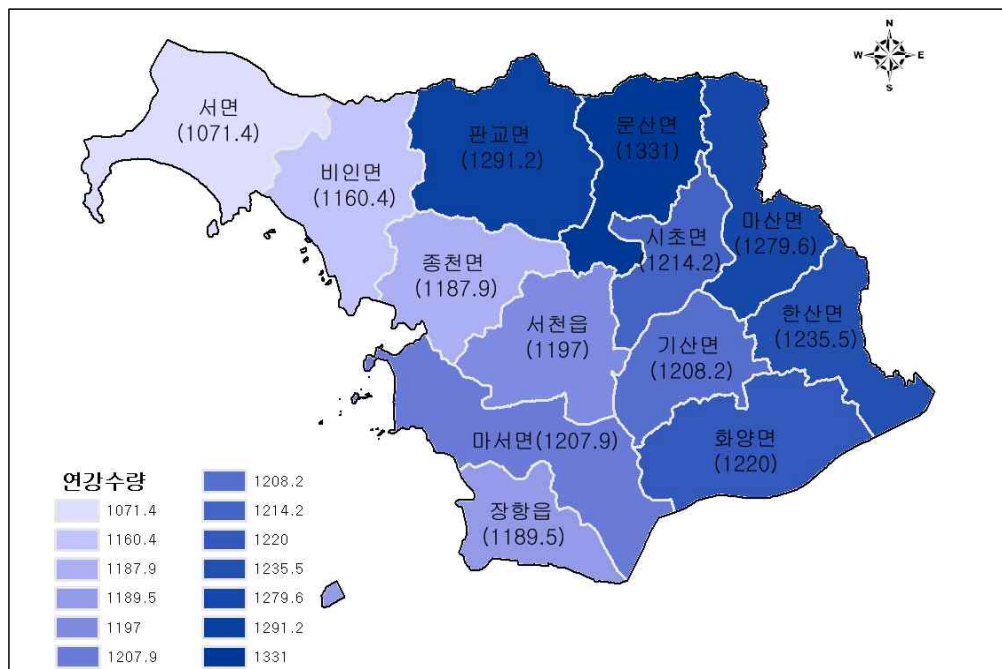 N
W E
S
서면
(1071.4)
비인면
(1160.4)
판교면
(1291.2)
문산면
(1331)
마산면
(1279.6)
시초면
(1214.2)
종천면
(1187.9)
한산면
(1235.5)
서천읍
(1197)
기산면
(1208.2)
마서면(1207.9)
화양면
(1220)
장항읍
(1189.5)
연강수량
1071.4
1160.4
1187.9
1189.5
1197
1207.9
1208.2
1214.2
1220
1235.5
1279.6
1291.2
1331